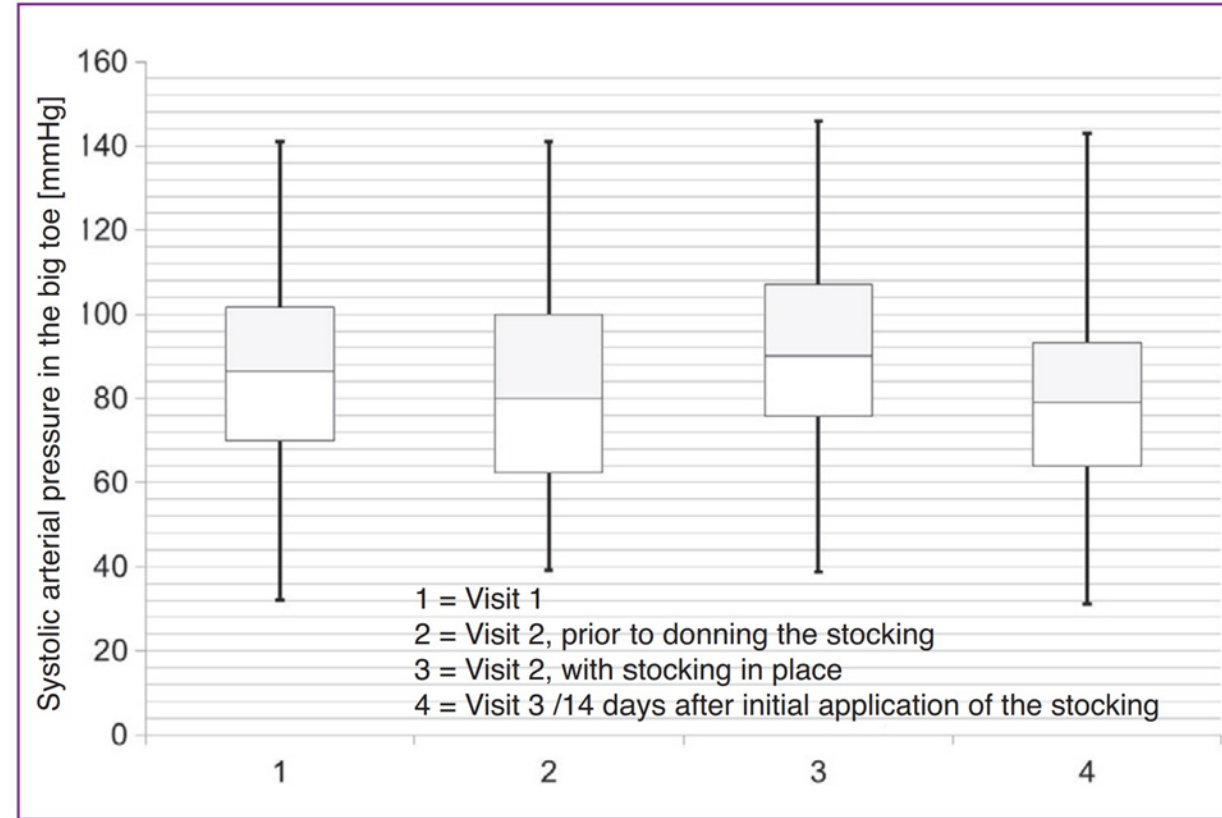 Systolic arterial pressure in the big toe [mmHg]
160
140
120
100
80
60
40
20
0
1 = Visit 1
2 = Visit 2, prior to donning the stocking
3 = Visit 2, with stocking in place
4 = Visit 3 /14 days after initial application of the stocking
1 2 3 4